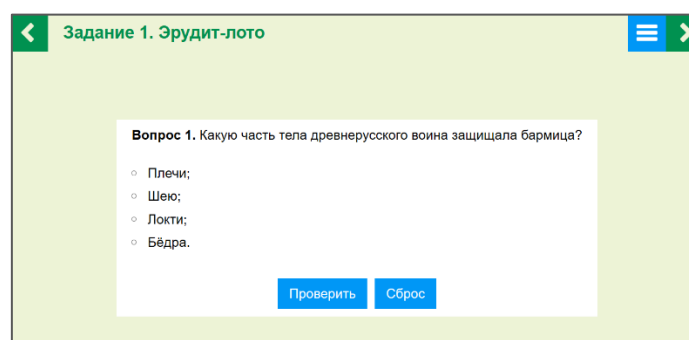 Задание 1. Эрудит-лото
Вопрос 1. Какую часть тела древнерусского воина защищала бармица?
Плечи;
Шею;
Локти;
Бёдра.
Проверить Сброс